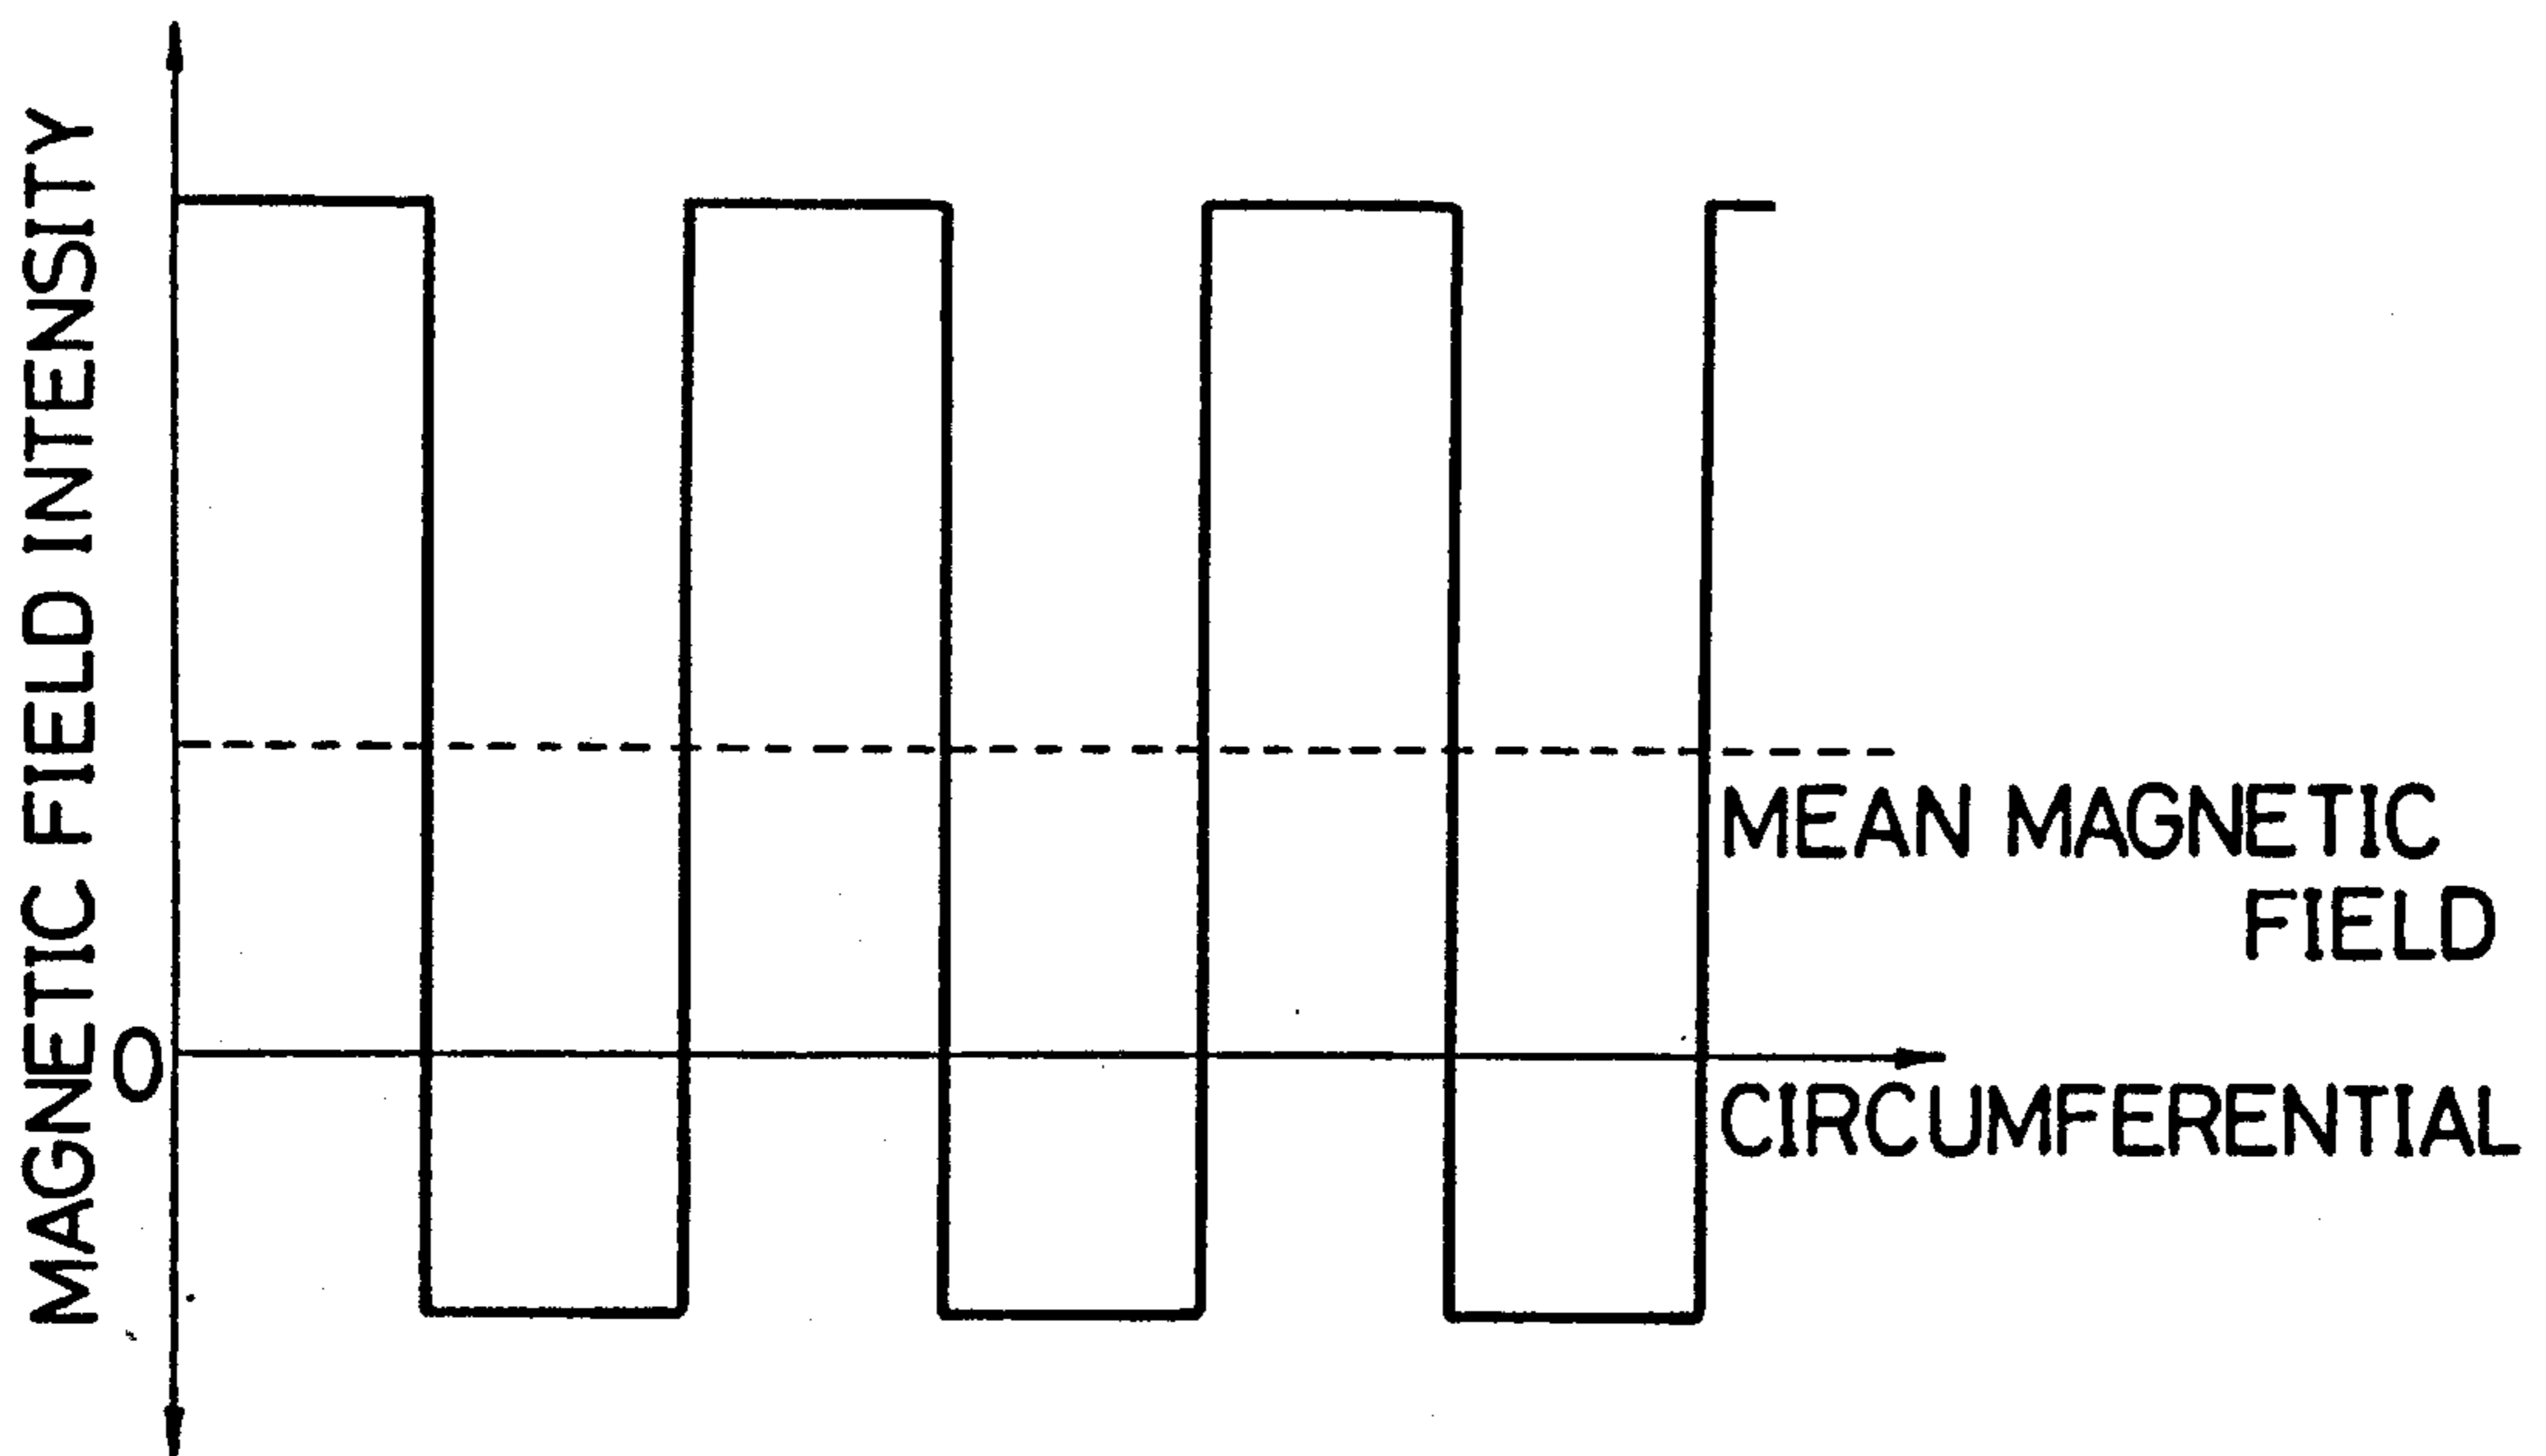 MAGNETIC FIELD INTENSITY
MEAN MAGNETIC
FIELD
0
CIRCUMFERENTIAL